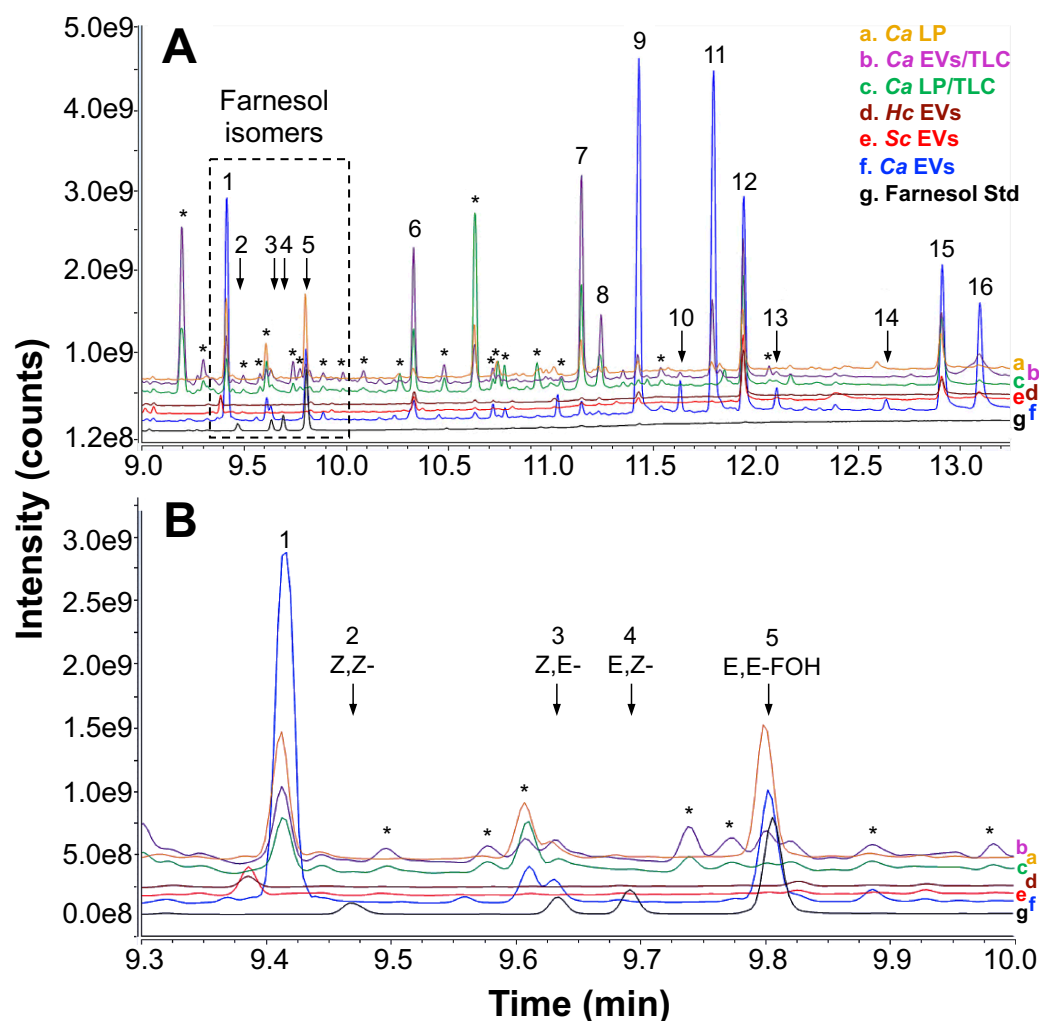 Intensity (counts)
A
5.0e9
4.0e9
3.0e9
2.0e9
1.0e9
1.2e8
Farnesol
isomers
a. Ca LP
b. Ca EVs/TLC
c. Ca LP/TLC
d. Hc EVs
e. Sc EVs
f. Ca EVs
g. Farnesol Std
1 2 3 4 5 6 7 8 9 10 11 12 13 14 15 16
* * * * * * * * * * * * * * * * * * *
a
b
c
d
e
f
g
9.0 9.5 10.0 10.5 11.0 11.5 12.0 12.5 13.0
B
3.0e9
2.5e9
2.0e9
1.5e9
1.0e9
5.0e8
0.0e8
1 2 3 4 5
Z,Z- Z,E- E,Z- E,E-FOH
* * * * * * *
b
a
c
d
e
f
g
9.3 9.4 9.5 9.6 9.7 9.8 9.9 10.0
Time (min)